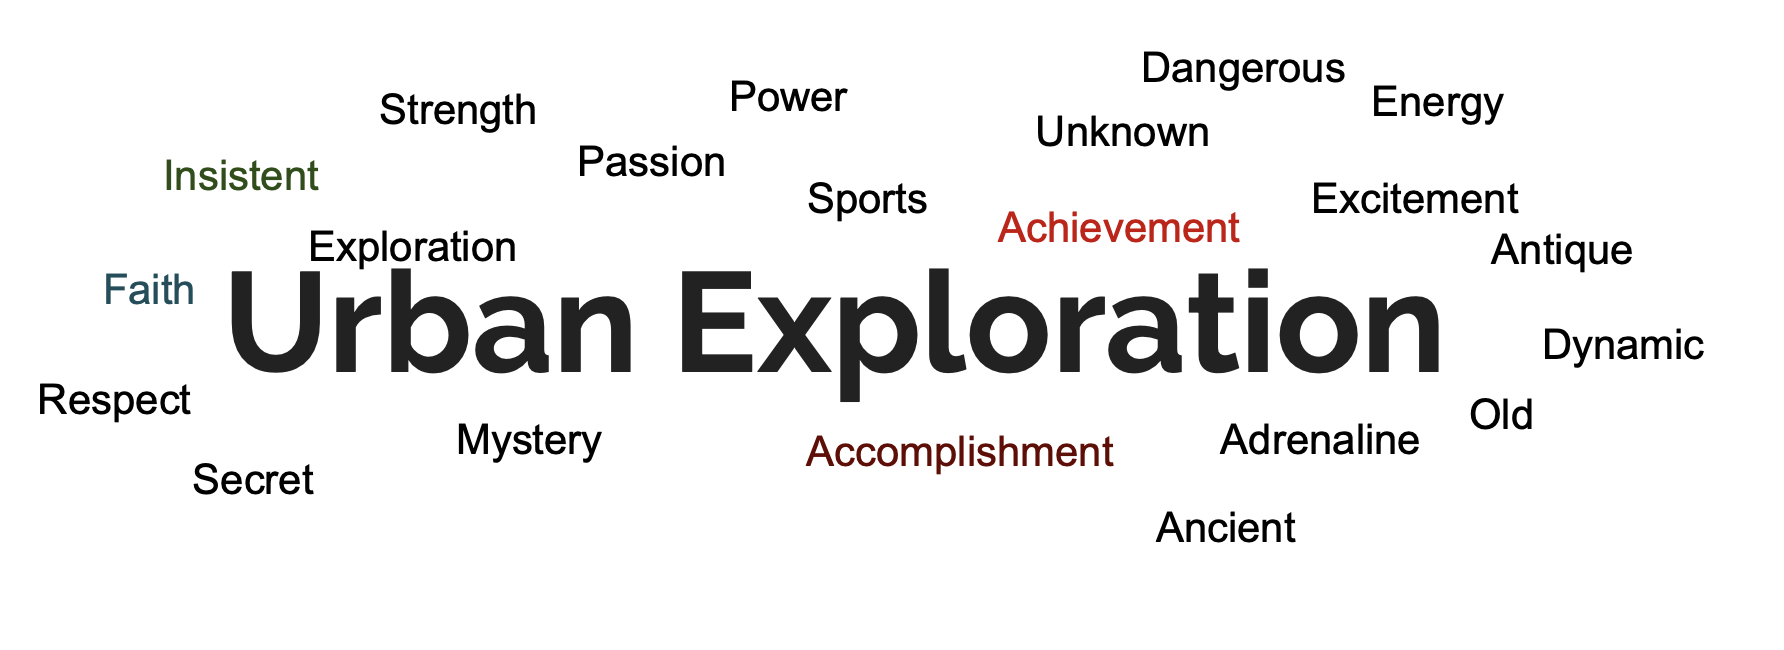 Dangerous
Power
Energy
Strength
Unknown
Passion
Insistent
Sports
Excitement
Achievement
Exploration
Antique
Faith
Urban Exploration
Dynamic
Respect
Old
Mystery
Adrenaline
Accomplishment
Secret
Ancient